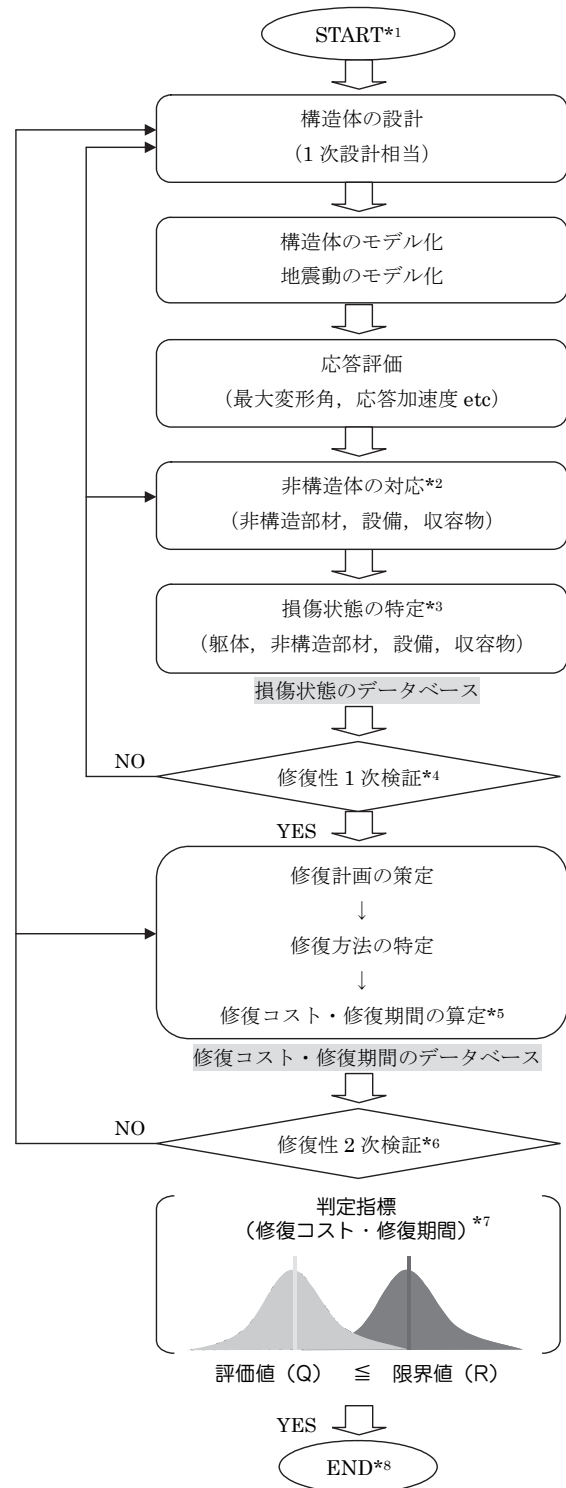 START*1
構造体の設計
（1 次設計相当）
構造体のモデル化
地震動のモデル化
応答評価
（最大変形角，応答加速度 etc）
非構造体の対応*2
（非構造部材，設備，収容物）
損傷状態の特定*3
（躯体，非構造部材，設備，収容物）
損傷状態のデータベース
NO
修復性 1 次検証*4
YES
修復計画の策定
↓
修復方法の特定
↓
修復コスト・修復期間の算定*5
修復コスト・修復期間のデータベース
NO
修復性 2 次検証*6
判定指標
（修復コスト・修復期間）*7
評価値（Q） ≦ 限界値（R）
YES
END*8